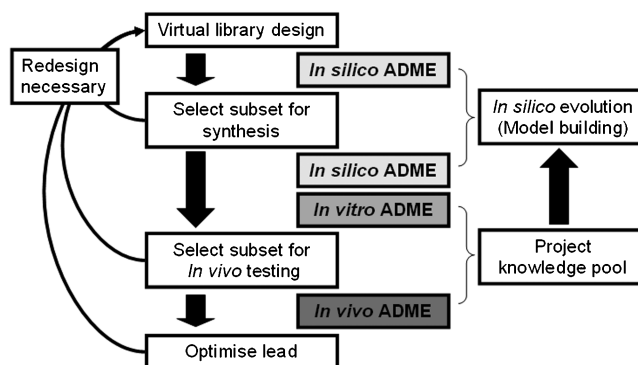 Virtual library design
Redesign
necessary
In silico ADME
Select subset for
synthesis
In silico evolution
(Model building)
In silico ADME
In vitro ADME
Select subset for
In vivo testing
Project
knowledge pool
In vivo ADME
Optimise lead